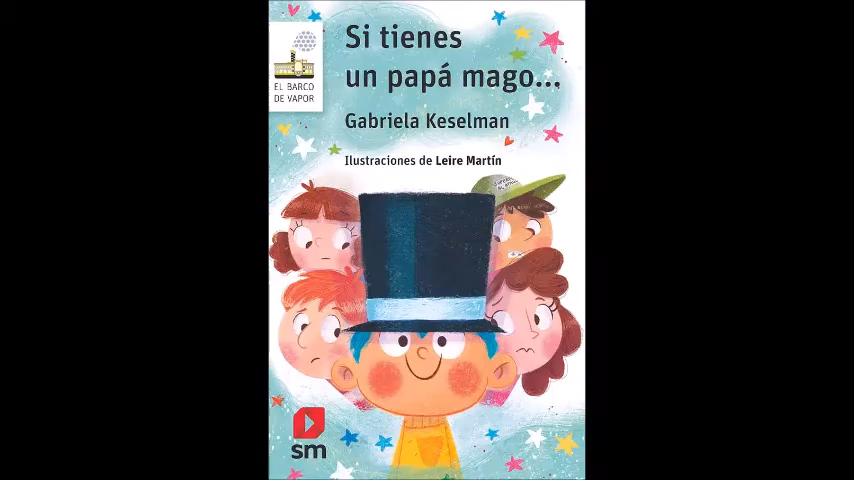 Si tienes
un papá mago...
EL BARCO
DE VAPOR
Gabriela Keselman
Ilustraciones de Leire Martín
sm